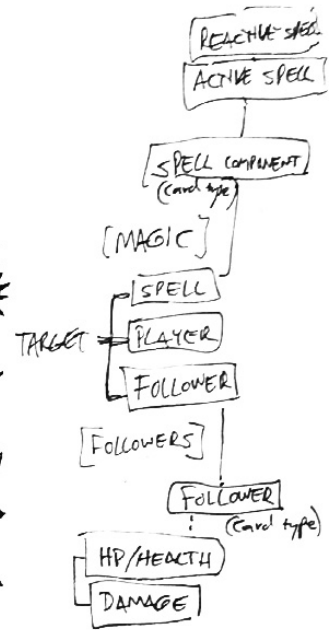 REACTIVE SPELL
ACTIVE SPELL
SPELL COMPONENT
(card type)
[MAGIC]
SPELL
TARGET
PLAYER
FOLLOWER
[FOLLOWERS]
FOLLOWER
(card type)
HP/HEALTH
DAMAGE